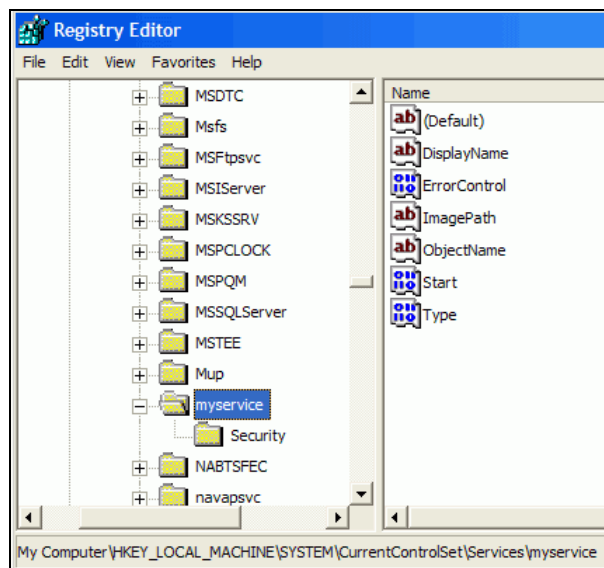 Registry Editor
File Edit View Favorites Help
MSDTC
Msfs
MSFtpsvc
MSIServer
MSKSSRV
MSPCLOCK
MSPQM
MSSQLServer
MSTEE
Mup
myservice
Security
NABTSFEC
navapsvc
Name
(Default)
DisplayName
ErrorControl
ImagePath
ObjectName
Start
Type
My Computer\HKEY_LOCAL_MACHINE\SYSTEM\CurrentControlSet\Services\myservice